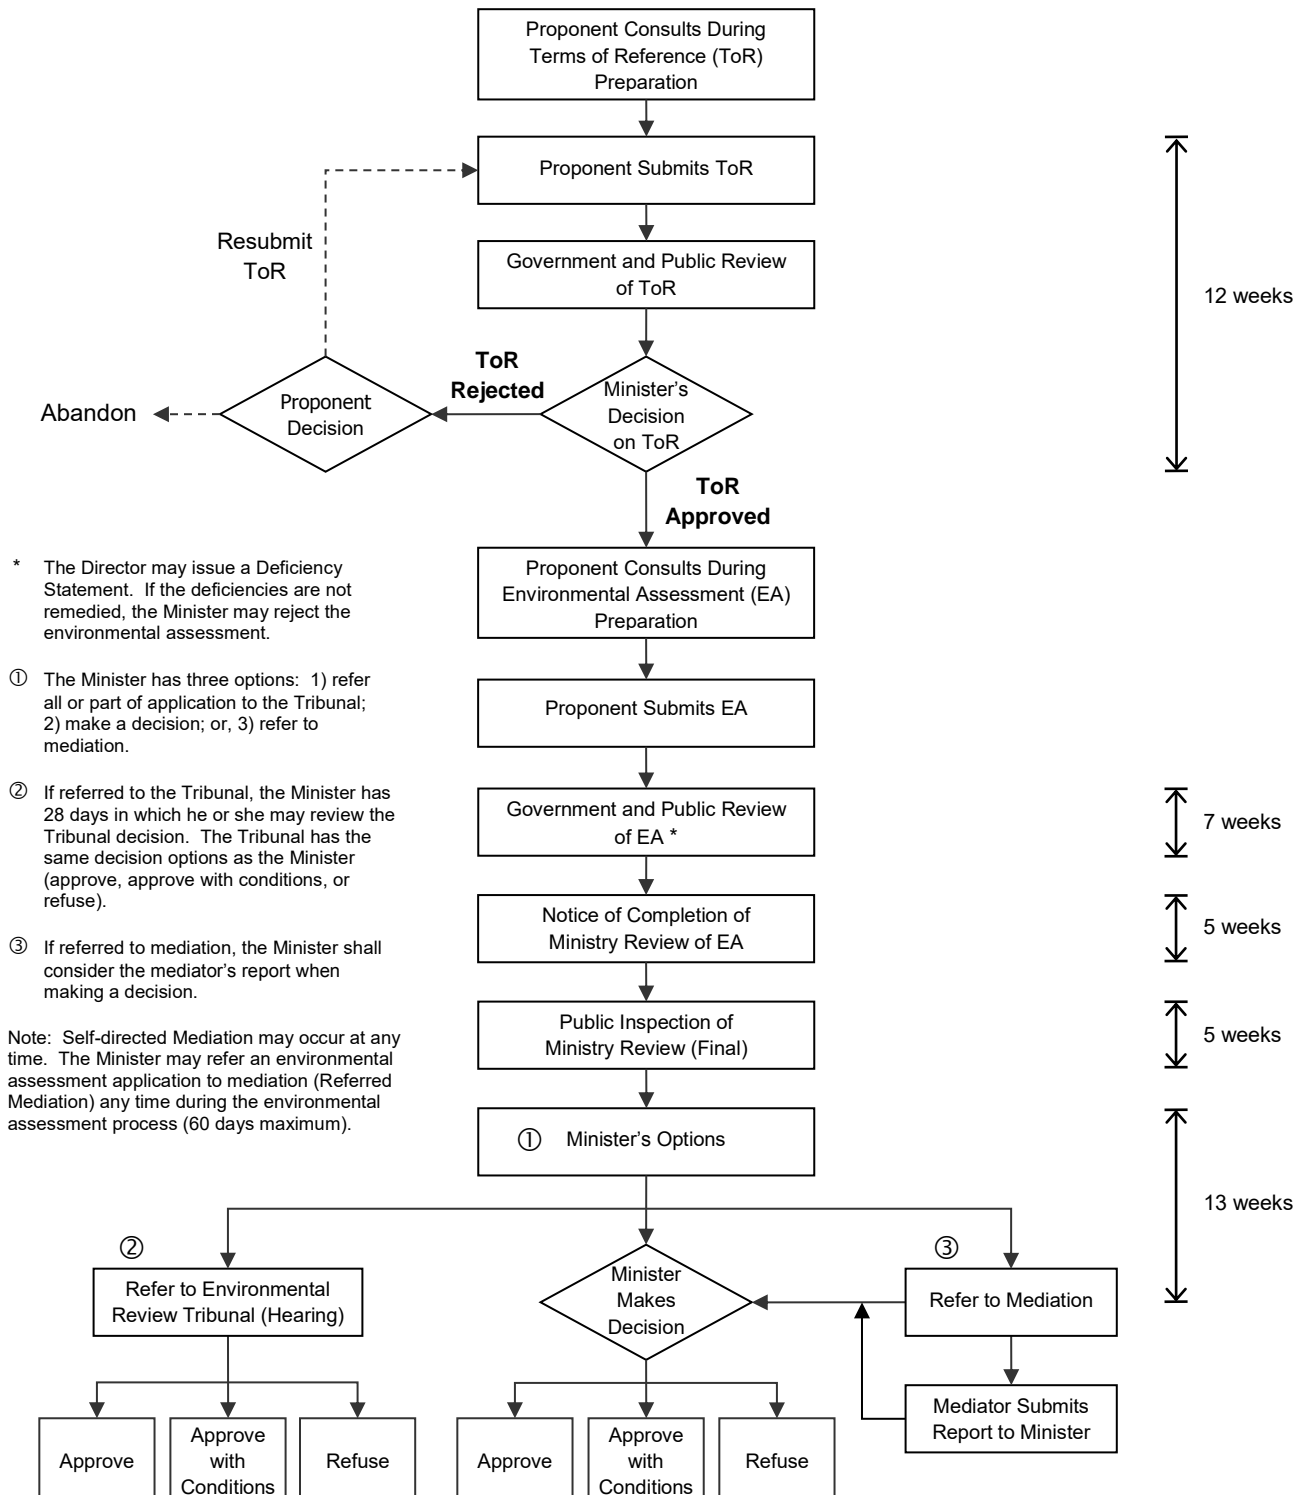 Proponent Consults During
Terms of Reference (ToR)
Preparation
Proponent Submits ToR
Resubmit
ToR
Government and Public Review
of ToR
12 weeks
ToR
Rejected
Minister's
Decision
on ToR
Proponent
Decision
Abandon
ToR
Approved
* The Director may issue a Deficiency
Statement. If the deficiencies are not
remedied, the Minister may reject the
environmental assessment.
① The Minister has three options: 1) refer
all or part of application to the Tribunal;
2) make a decision; or, 3) refer to
mediation.
② If referred to the Tribunal, the Minister has
28 days in which he or she may review the
Tribunal decision. The Tribunal has the
same decision options as the Minister
(approve, approve with conditions, or
refuse).
③ If referred to mediation, the Minister shall
consider the mediator's report when
making a decision.
Note: Self-directed Mediation may occur at any
time. The Minister may refer an environmental
assessment application to mediation (Referred
Mediation) any time during the environmental
assessment process (60 days maximum).
Proponent Consults During
Environmental Assessment (EA)
Preparation
Proponent Submits EA
Government and Public Review
of EA *
7 weeks
Notice of Completion of
Ministry Review of EA
5 weeks
Public Inspection of
Ministry Review (Final)
5 weeks
① Minister's Options
13 weeks
②
Refer to Environmental
Review Tribunal (Hearing)
Minister
Makes
Decision
③
Refer to Mediation
Mediator Submits
Report to Minister
Approve
Approve
with
Conditions
Refuse
Approve
Approve
with
Conditions
Refuse